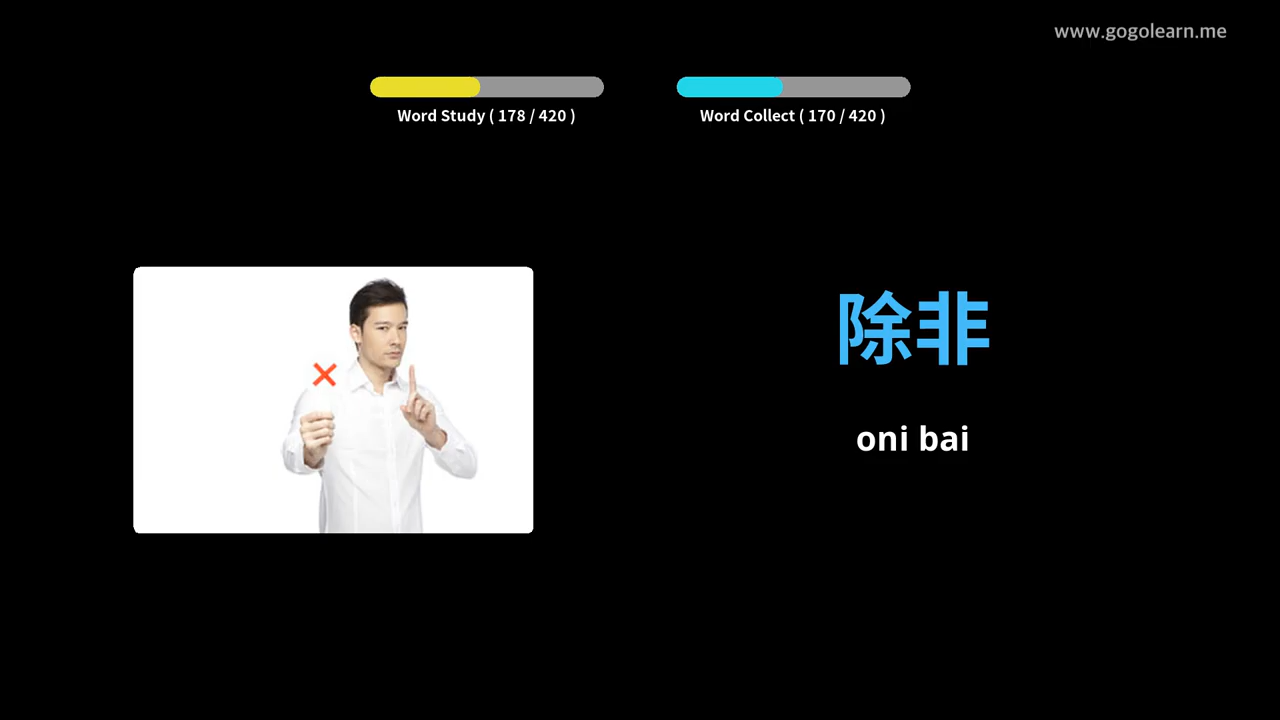 www.gogolearn.me
Word Study ( 178 / 420 )
Word Collect ( 170 / 420 )
除非
oni bai